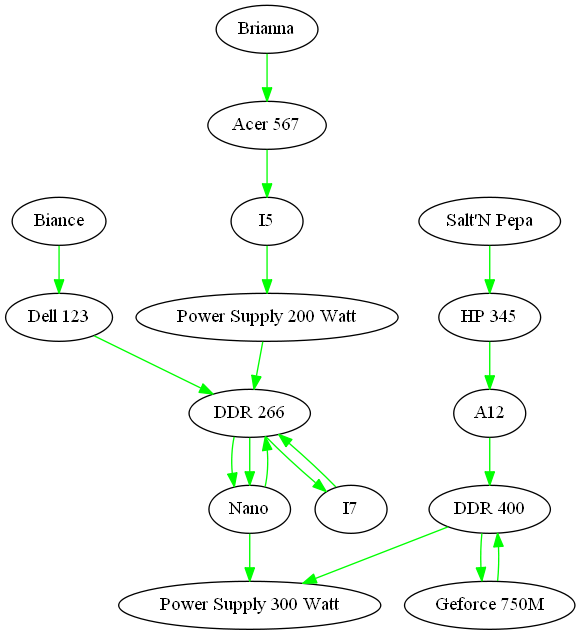 Brianna
Acer 567
Biance
I5
Salt'N Pepa
Dell 123
Power Supply 200 Watt
HP 345
DDR 266
A12
Nano
I7
DDR 400
Power Supply 300 Watt
Geforce 750M